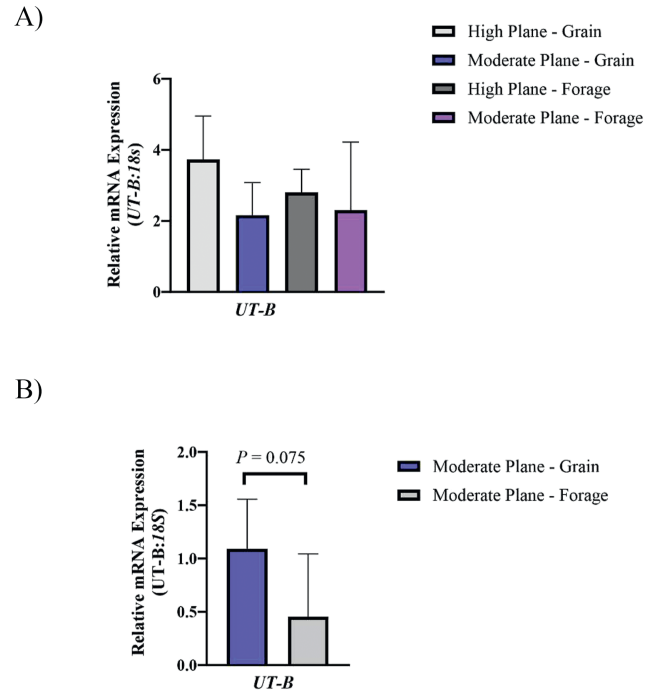 A)
High Plane - Grain
Moderate Plane - Grain
High Plane - Forage
Moderate Plane - Forage
Relative mRNA Expression
(UT-B:18s)
6
4
2
0
UT-B
B)
Moderate Plane - Grain
Moderate Plane - Forage
Relative mRNA Expression
(UT-B:18S)
2.0
1.5
1.0
0.5
0.0
P = 0.075
UT-B